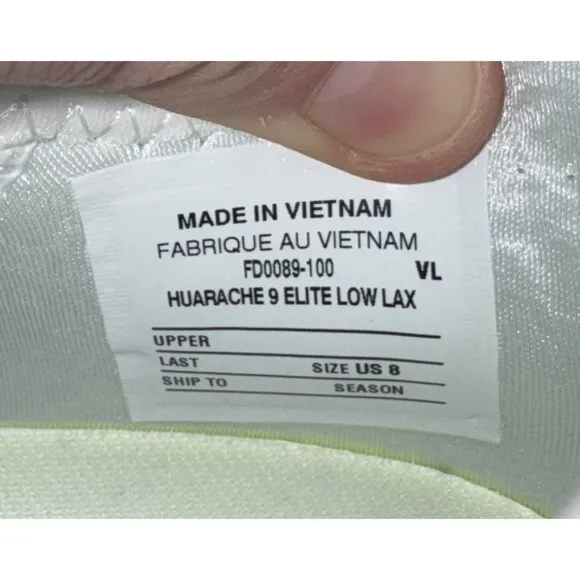 MADE IN VIETNAM
FABRIQUE AU VIETNAM
FD0089-100 VL
HUARACHE 9 ELITE LOW LAX
UPPER
LAST SIZE US 8
SHIP TO SEASON